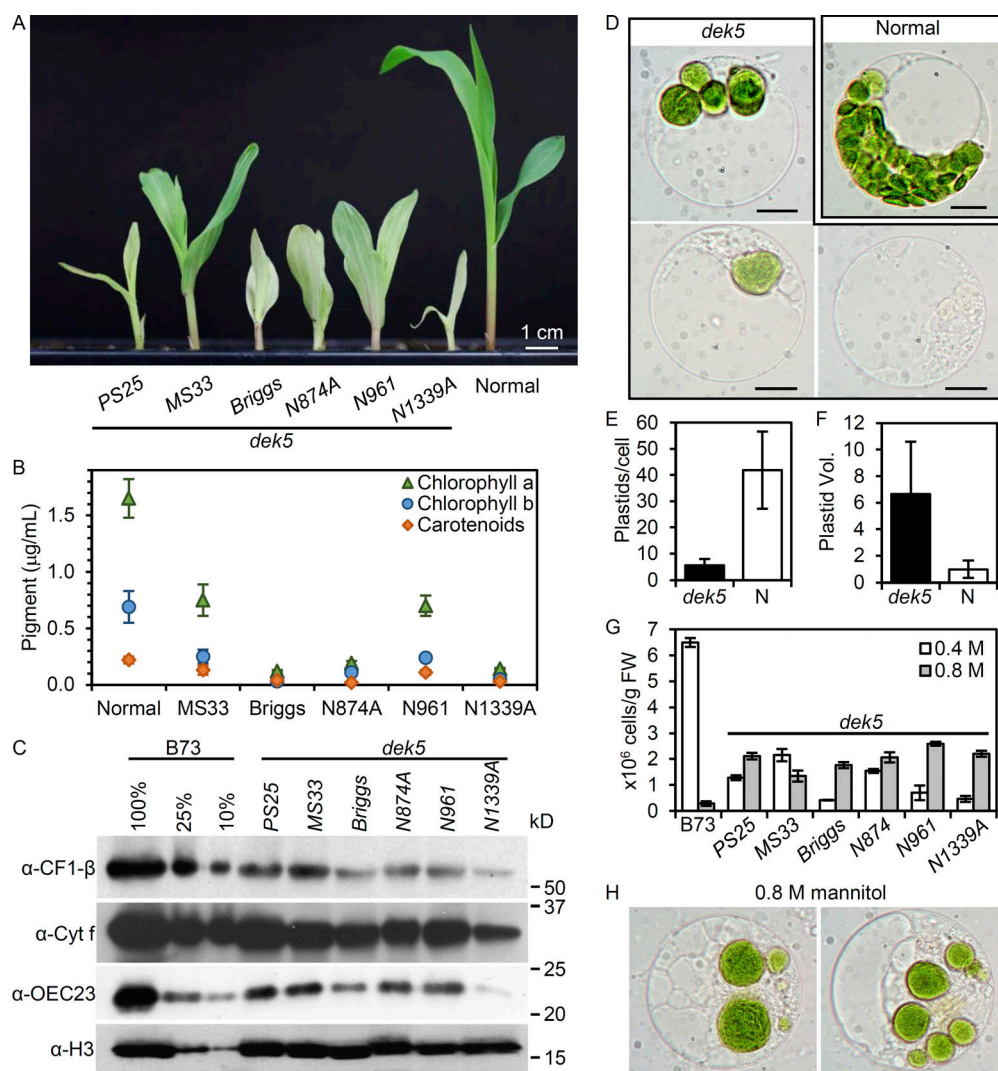 A
1 cm
PS25 MS33 Briggs N874A N961 N1339A Normal
dek5
B
Pigment (µg/mL)
1.5
1.0
0.5
0.0
Chlorophyll a
Chlorophyll b
Carotenoids
Normal MS33 Briggs N874A N961 N1339A
C
B73 dek5
100% 25% 10% PS25 MS33 Briggs N874A N961 N1339A kD
α-CF1-β
50
37
α-Cyt f
25
α-OEC23
20
α-H3
15
D
dek5 Normal
E
Plastids/cell
60
50
40
30
20
10
0
dek5 N
F
Plastid Vol.
12
10
8
6
4
2
0
dek5 N
G
x10⁶ cells/g FW
7
6
5
4
3
2
1
0
0.4 M
0.8 M
dek5
B73 PS25 MS33 Briggs N874 N961 N1339A
H
0.8 M mannitol